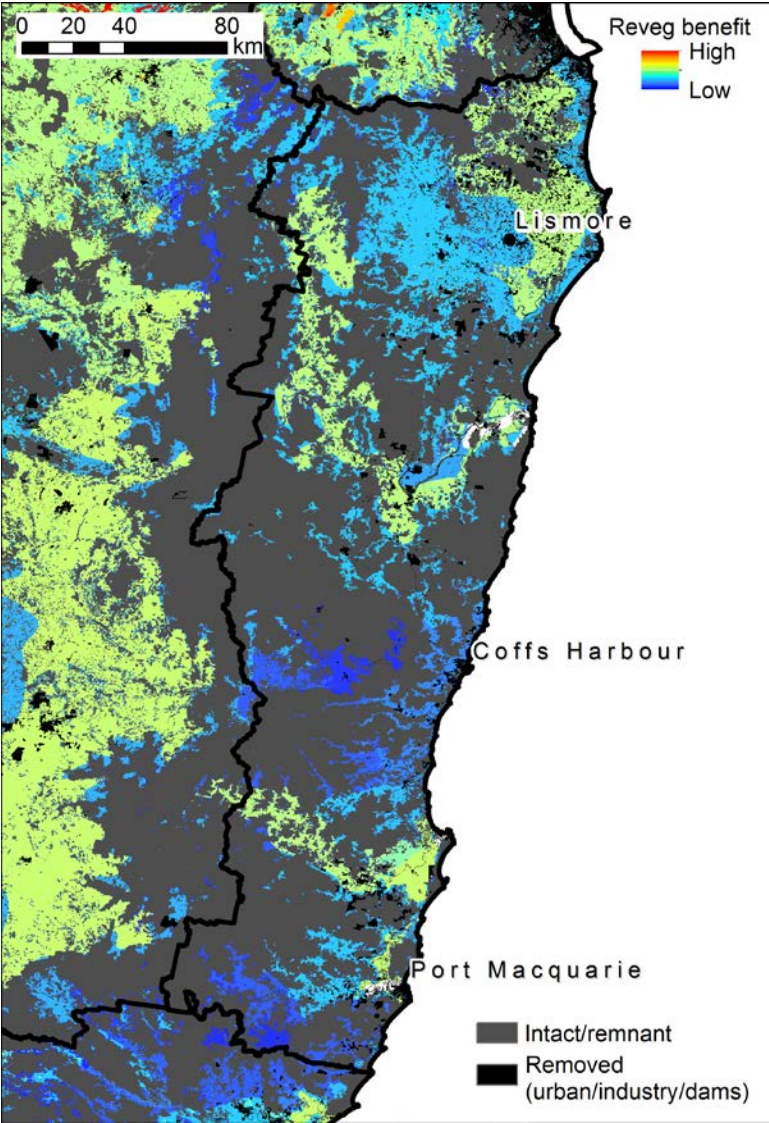 0 20 40 80
km
Reveg benefit
High
Low
Lismore
Coffs Harbour
Port Macquarie
Intact/remnant
Removed
(urban/industry/dams)